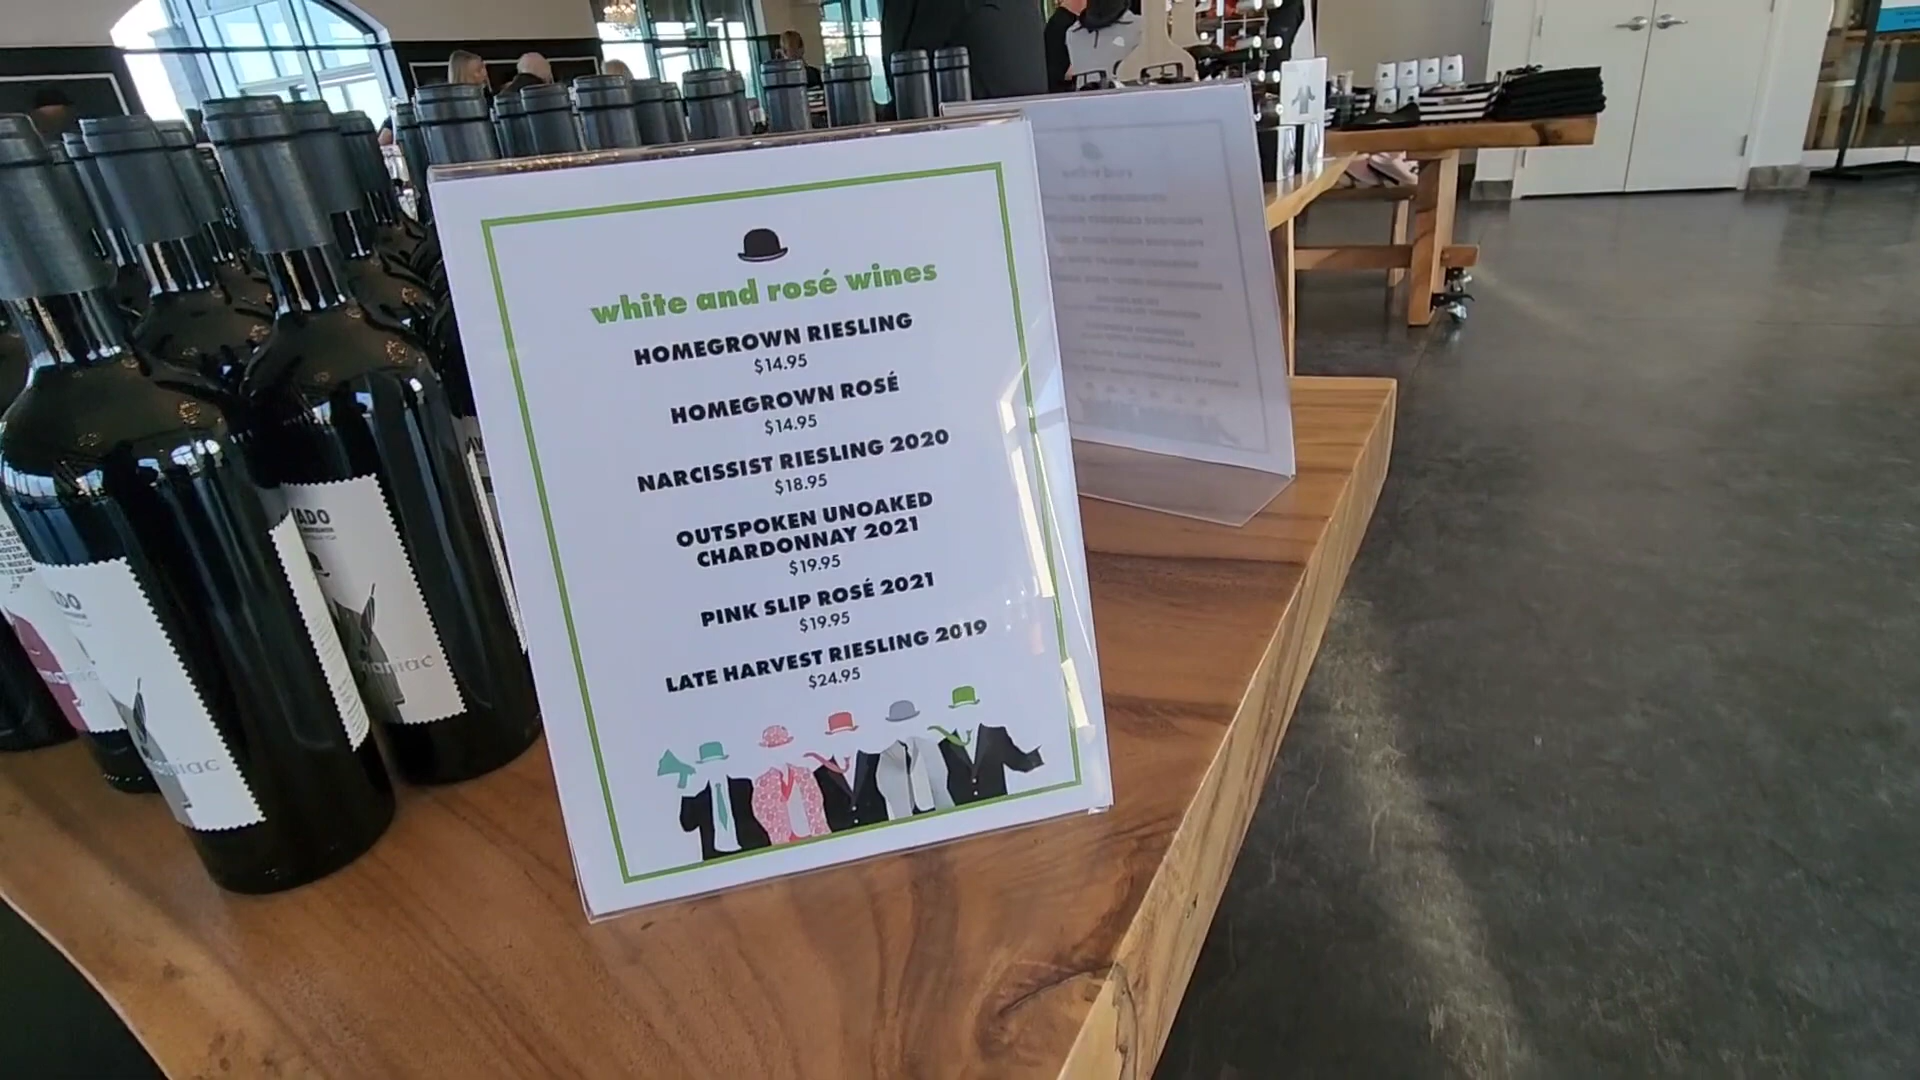 white and rosé wines
HOMEGROWN RIESLING
$14.95
HOMEGROWN ROSÉ
$14.95
NARCISSIST RIESLING 2020
$18.95
OUTSPOKEN UNOAKED
CHARDONNAY 2021
$19.95
PINK SLIP ROSÉ 2021
$19.95
LATE HARVEST RIESLING 2019
$24.95